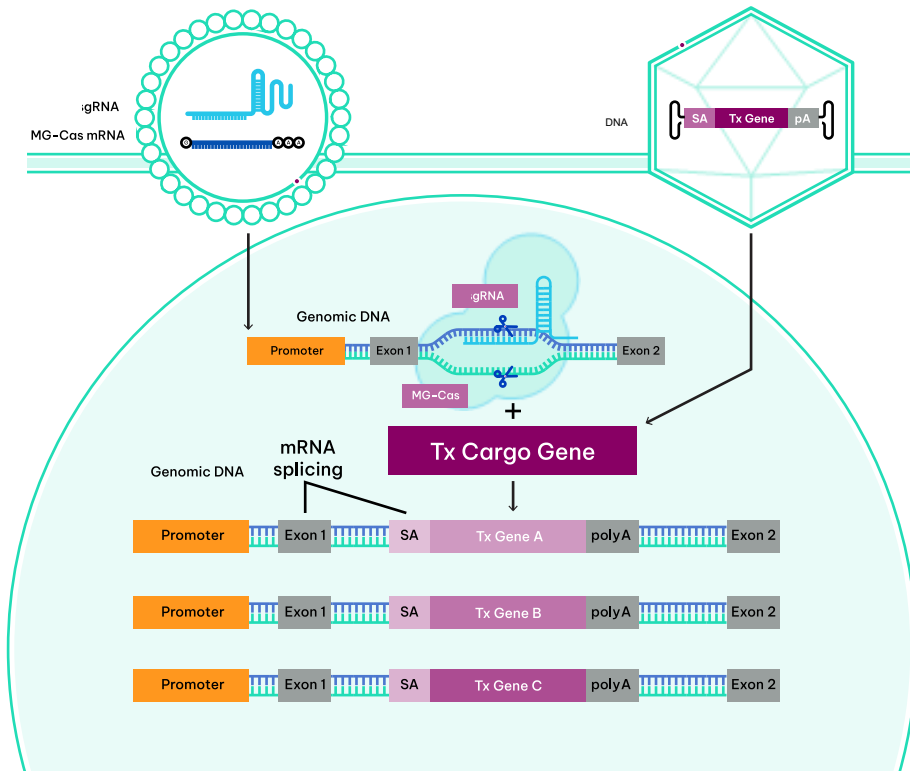 sgRNA
MG-Cas mRNA
G
A A A
DNA
SA Tx Gene pA
sgRNA
Genomic DNA
Promoter Exon 1 Exon 2
MG-Cas
+
Tx Cargo Gene
mRNA
splicing
Genomic DNA
Promoter Exon 1 SA Tx Gene A polyA Exon 2
Promoter Exon 1 SA Tx Gene B polyA Exon 2
Promoter Exon 1 SA Tx Gene C polyA Exon 2